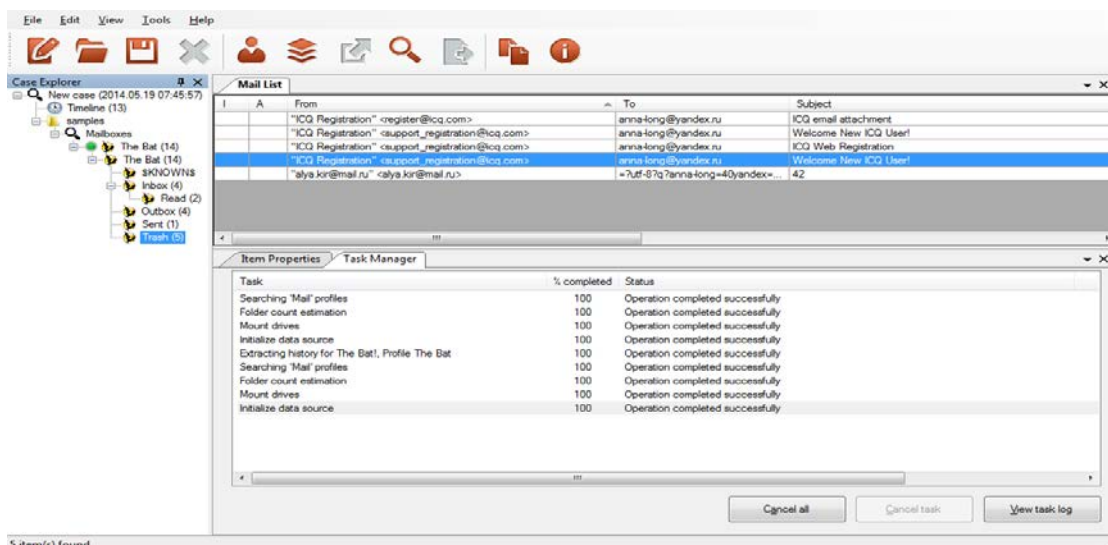 File Edit View Tools Help
Case Explorer
New case (2014.05.19 07:45:57)
Timeline (13)
samples
Mailboxes
The Bat (14)
The Bat (14)
$KNOWN$
Inbox (4)
Read (2)
Outbox (4)
Sent (1)
Trash (5)
Mail List
I A From To Subject
"ICQ Registration" <register@icq.com> anna-long@yandex.ru ICQ email attachment
"ICQ Registration" <support_registration@icq.com> anna-long@yandex.ru Welcome New ICQ User!
"ICQ Registration" <support_registration@icq.com> anna-long@yandex.ru ICQ Web Registration
"ICQ Registration" <support_registration@icq.com> anna-long@yandex.ru Welcome New ICQ User!
"alya.kir@mail.ru" <alya.kir@mail.ru> =?utf-8?q?anna-long=40yandex=... 42
Item Properties Task Manager
Task % completed Status
Searching 'Mail' profiles 100 Operation completed successfully
Folder count estimation 100 Operation completed successfully
Mount drives 100 Operation completed successfully
Initialize data source 100 Operation completed successfully
Extracting history for The Bat!, Profile The Bat 100 Operation completed successfully
Searching 'Mail' profiles 100 Operation completed successfully
Folder count estimation 100 Operation completed successfully
Mount drives 100 Operation completed successfully
Initialize data source 100 Operation completed successfully
Cancel all Cancel task View task log
5 item(s) found